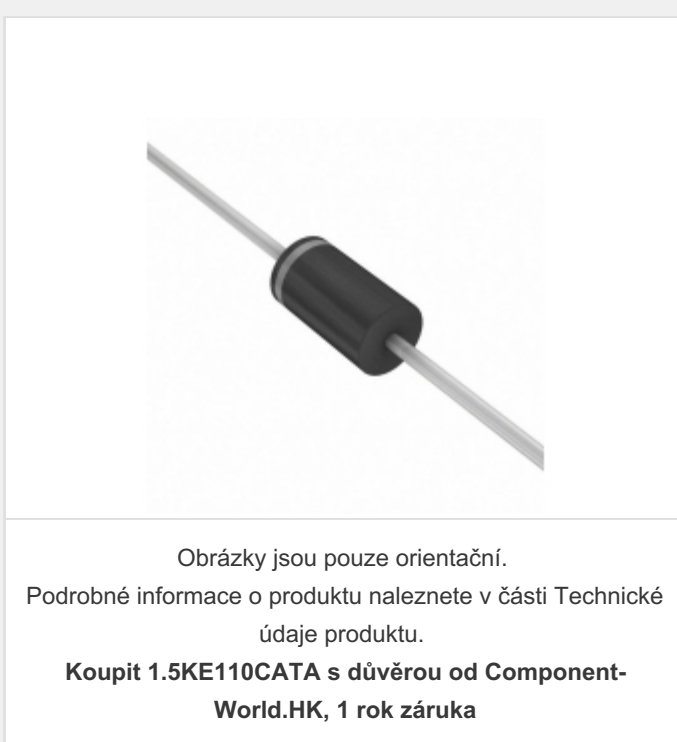 Obrázky jsou pouze orientační.
Podrobné informace o produktu naleznete v části Technické
údaje produktu.
Koupit 1.5KE110CATA s důvěrou od Component-
World.HK, 1 rok záruka